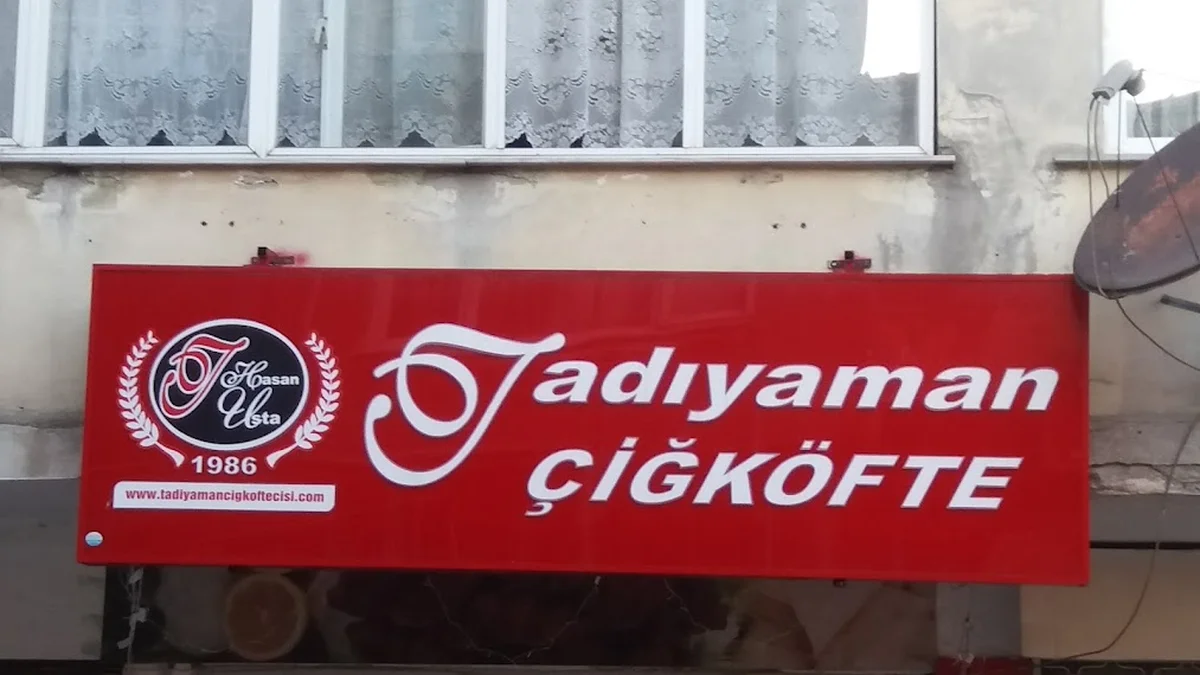 T Hasan
Usta
1986
www.tadiyamancigkoftecisi.com
Tadıyaman
ÇİĞKÖFTE